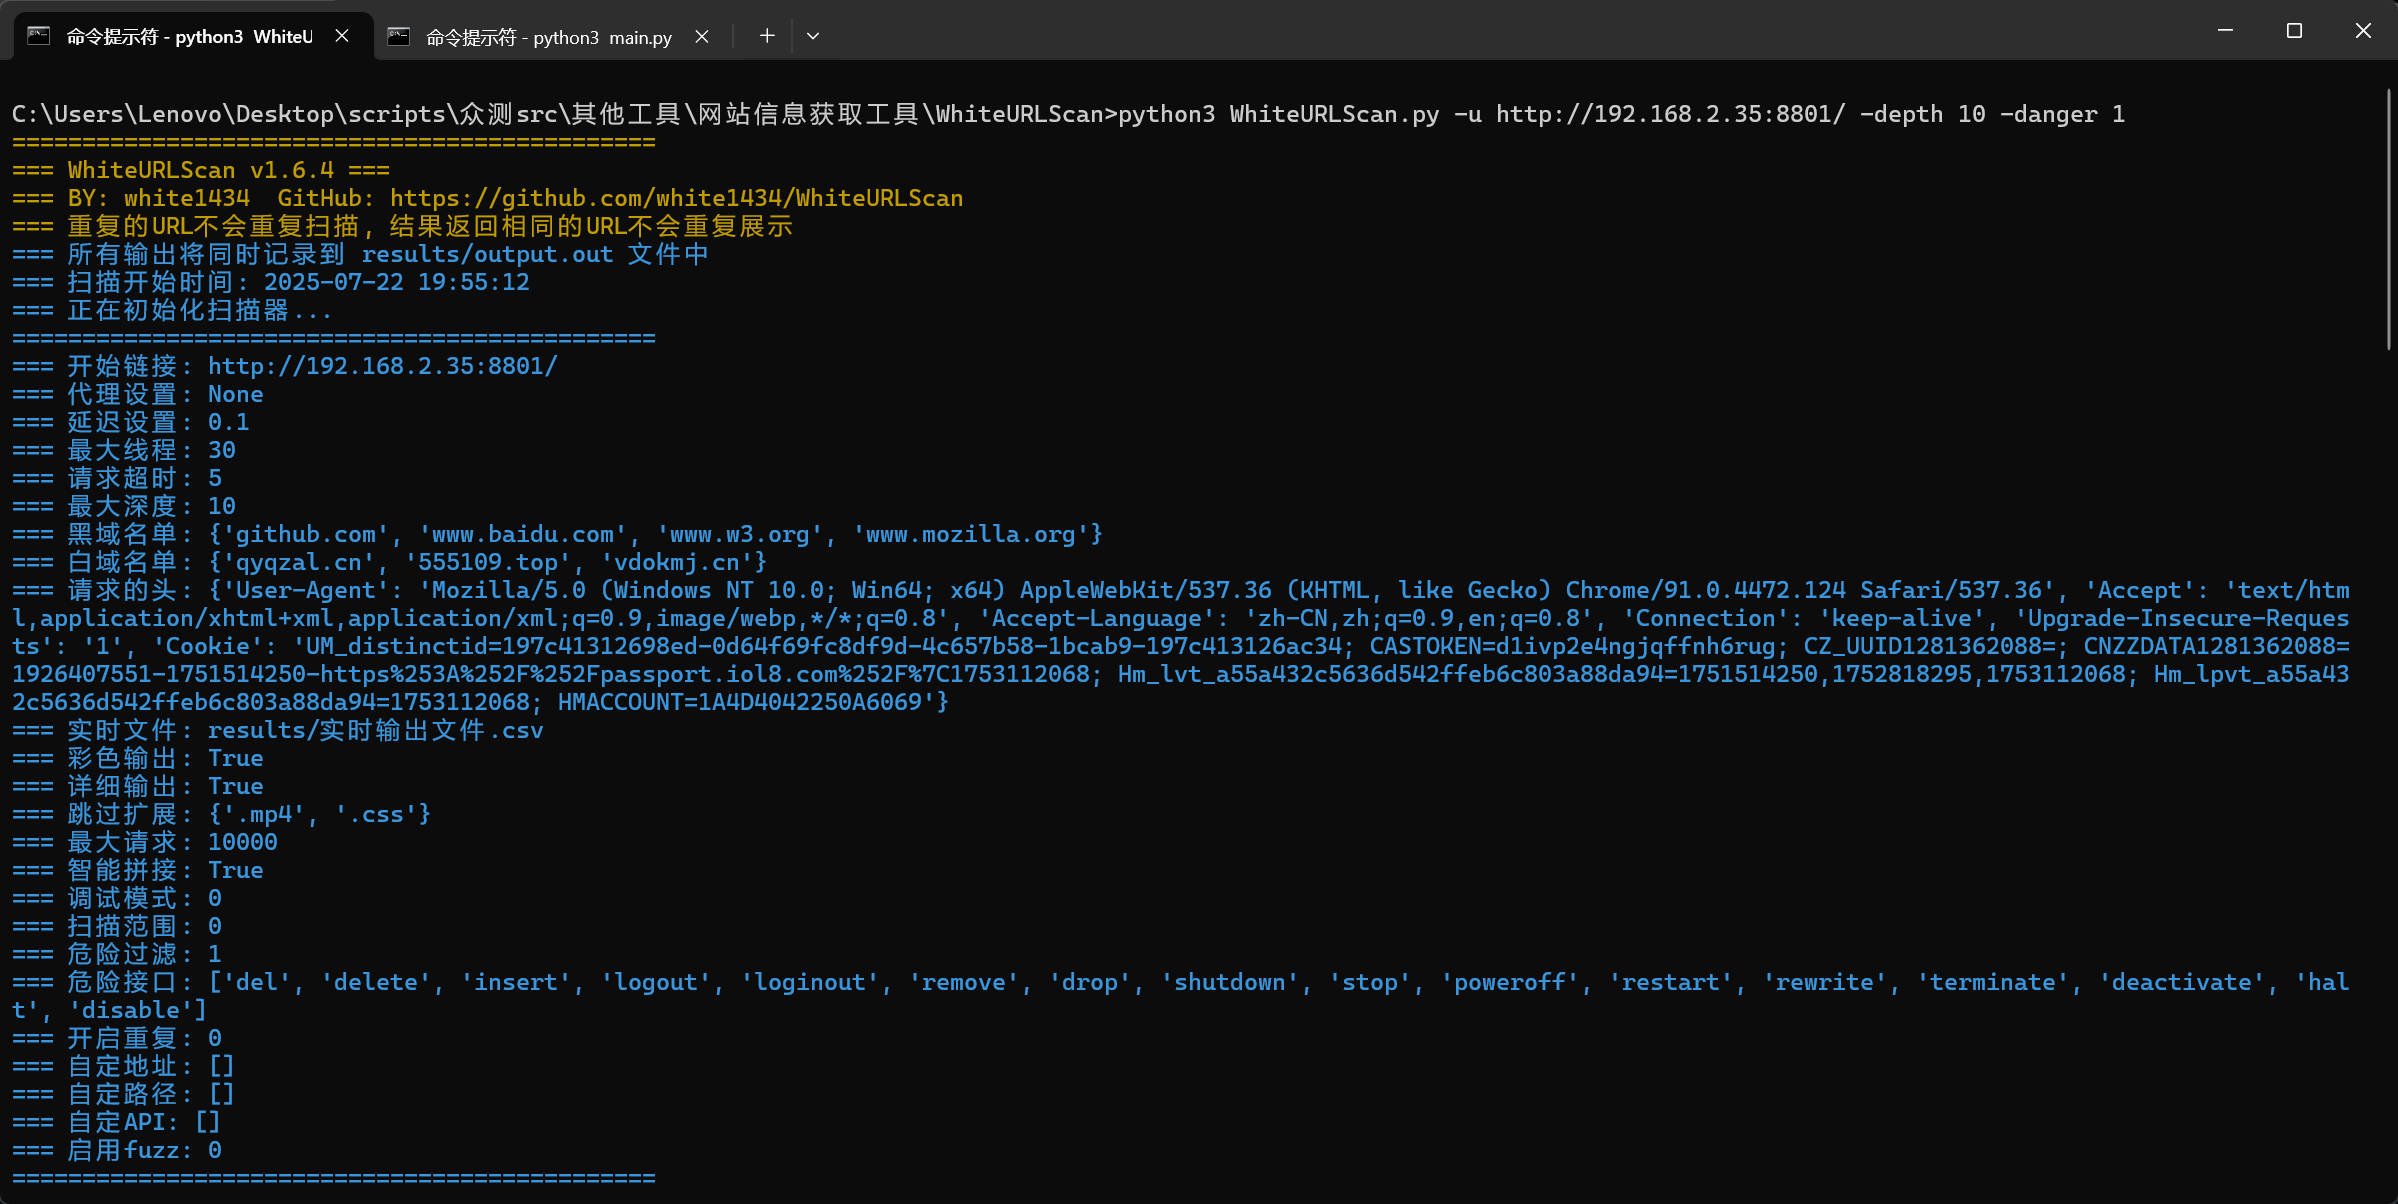 命令提示符 - python3  WhiteU
命令提示符 - python3  main.py
C:\Users\Lenovo\Desktop\scripts\众测src\其他工具\网站信息获取工具\WhiteURLScan>python3 WhiteURLScan.py -u http://192.168.2.35:8801/ -depth 10 -danger 1
==============================================
=== WhiteURLScan v1.6.4 ===
=== BY: white1434  GitHub: https://github.com/white1434/WhiteURLScan
=== 重复的URL不会重复扫描, 结果返回相同的URL不会重复展示
=== 所有输出将同时记录到 results/output.out 文件中
=== 扫描开始时间: 2025-07-22 19:55:12
=== 正在初始化扫描器...
==============================================
=== 开始链接: http://192.168.2.35:8801/
=== 代理设置: None
=== 延迟设置: 0.1
=== 最大线程: 30
=== 请求超时: 5
=== 最大深度: 10
=== 黑域名单: {'github.com', 'www.baidu.com', 'www.w3.org', 'www.mozilla.org'}
=== 白域名单: {'qyqzal.cn', '555109.top', 'vdokmj.cn'}
=== 请求的头: {'User-Agent': 'Mozilla/5.0 (Windows NT 10.0; Win64; x64) AppleWebKit/537.36 (KHTML, like Gecko) Chrome/91.0.4472.124 Safari/537.36', 'Accept': 'text/htm
l,application/xhtml+xml,application/xml;q=0.9,image/webp,*/*;q=0.8', 'Accept-Language': 'zh-CN,zh;q=0.9,en;q=0.8', 'Connection': 'keep-alive', 'Upgrade-Insecure-Reques
ts': '1', 'Cookie': 'UM_distinctid=197c41312698ed-0d64f69fc8df9d-4c657b58-1bcab9-197c413126ac34; CASTOKEN=d1ivp2e4ngjqffnh6rug; CZ_UUID1281362088=; CNZZDATA1281362088=
1926407551-1751514250-https%253A%252F%252Fpassport.iol8.com%252F%7C1753112068; Hm_lvt_a55a432c5636d542ffeb6c803a88da94=1751514250,1752818295,1753112068; Hm_lpvt_a55a43
2c5636d542ffeb6c803a88da94=1753112068; HMACCOUNT=1A4D4042250A6069'}
=== 实时文件: results/实时输出文件.csv
=== 彩色输出: True
=== 详细输出: True
=== 跳过扩展: {'.mp4', '.css'}
=== 最大请求: 10000
=== 智能拼接: True
=== 调试模式: 0
=== 扫描范围: 0
=== 危险过滤: 1
=== 危险接口: ['del', 'delete', 'insert', 'logout', 'loginout', 'remove', 'drop', 'shutdown', 'stop', 'poweroff', 'restart', 'rewrite', 'terminate', 'deactivate', 'hal
t', 'disable']
=== 开启重复: 0
=== 自定地址: []
=== 自定路径: []
=== 自定API: []
=== 启用fuzz: 0
==============================================